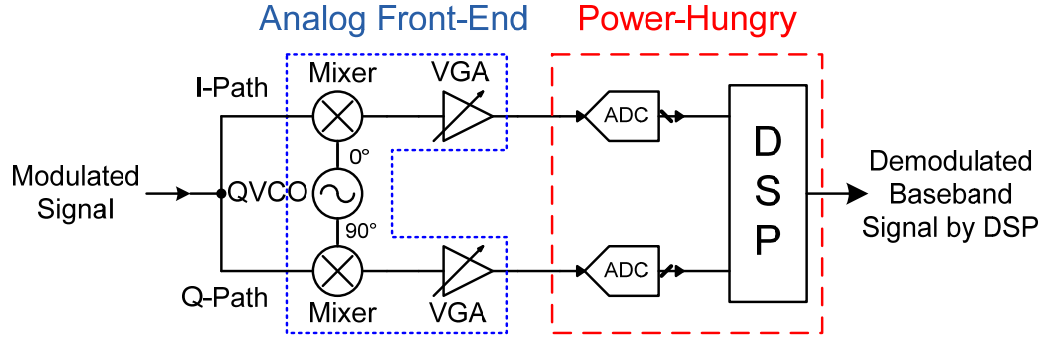 Analog Front-End
Power-Hungry
I-Path
Mixer
VGA
ADC
0°
Modulated
Signal
QVCO
90°
D
S
P
Demodulated
Baseband
Signal by DSP
Q-Path
Mixer
VGA
ADC